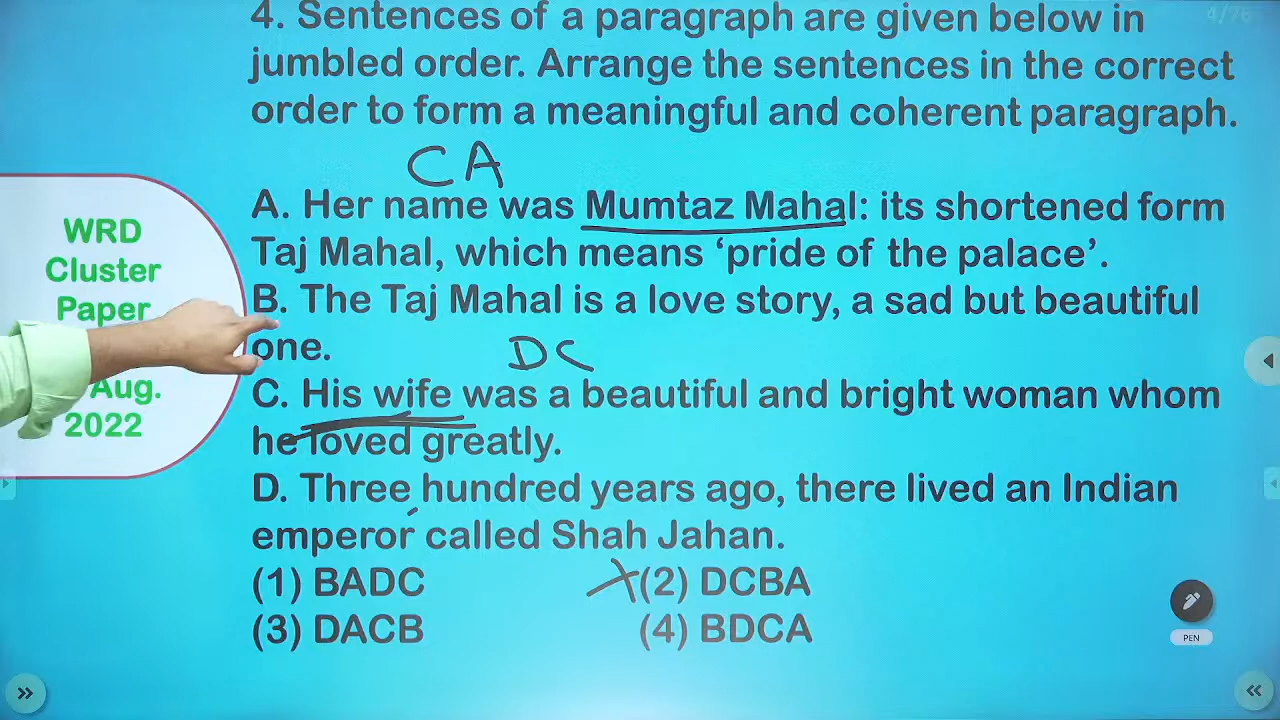 4/76
4. Sentences of a paragraph are given below in
jumbled order. Arrange the sentences in the correct
order to form a meaningful and coherent paragraph.
CA
A. Her name was Mumtaz Mahal: its shortened form
Taj Mahal, which means ‘pride of the palace’.
B. The Taj Mahal is a love story, a sad but beautiful
one.
DC
C. His wife was a beautiful and bright woman whom
he loved greatly.
D. Three hundred years ago, there lived an Indian
emperor called Shah Jahan.
(1) BADC
(2) DCBA
(3) DACB
(4) BDCA
WRD
Cluster
Paper
Aug.
2022
PEN